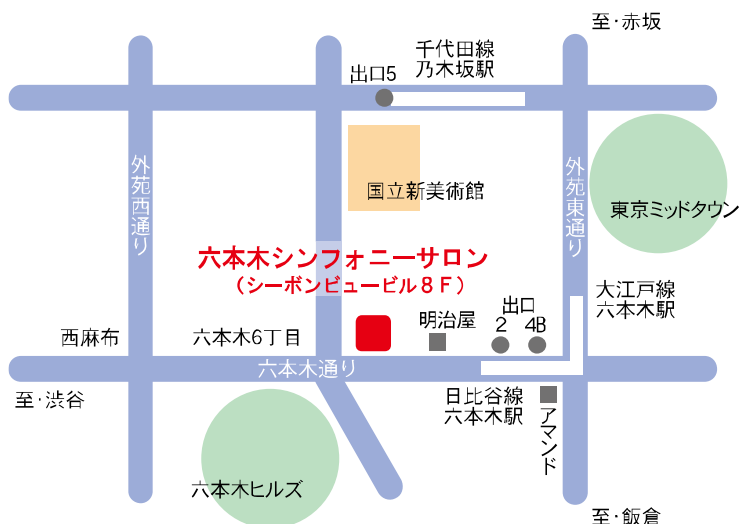 至・赤坂
千代田線
乃木坂駅
出口5
外苑西通り
外苑東通り
国立新美術館
東京ミッドタウン
六本木シンフォニーサロン
（シーボンビュービル８Ｆ）
大江戸線
六本木駅
出口
2 4B
明治屋
西麻布
六本木6丁目
六本木通り
至・渋谷
日比谷線
六本木駅
アマンド
六本木ヒルズ
至・飯倉